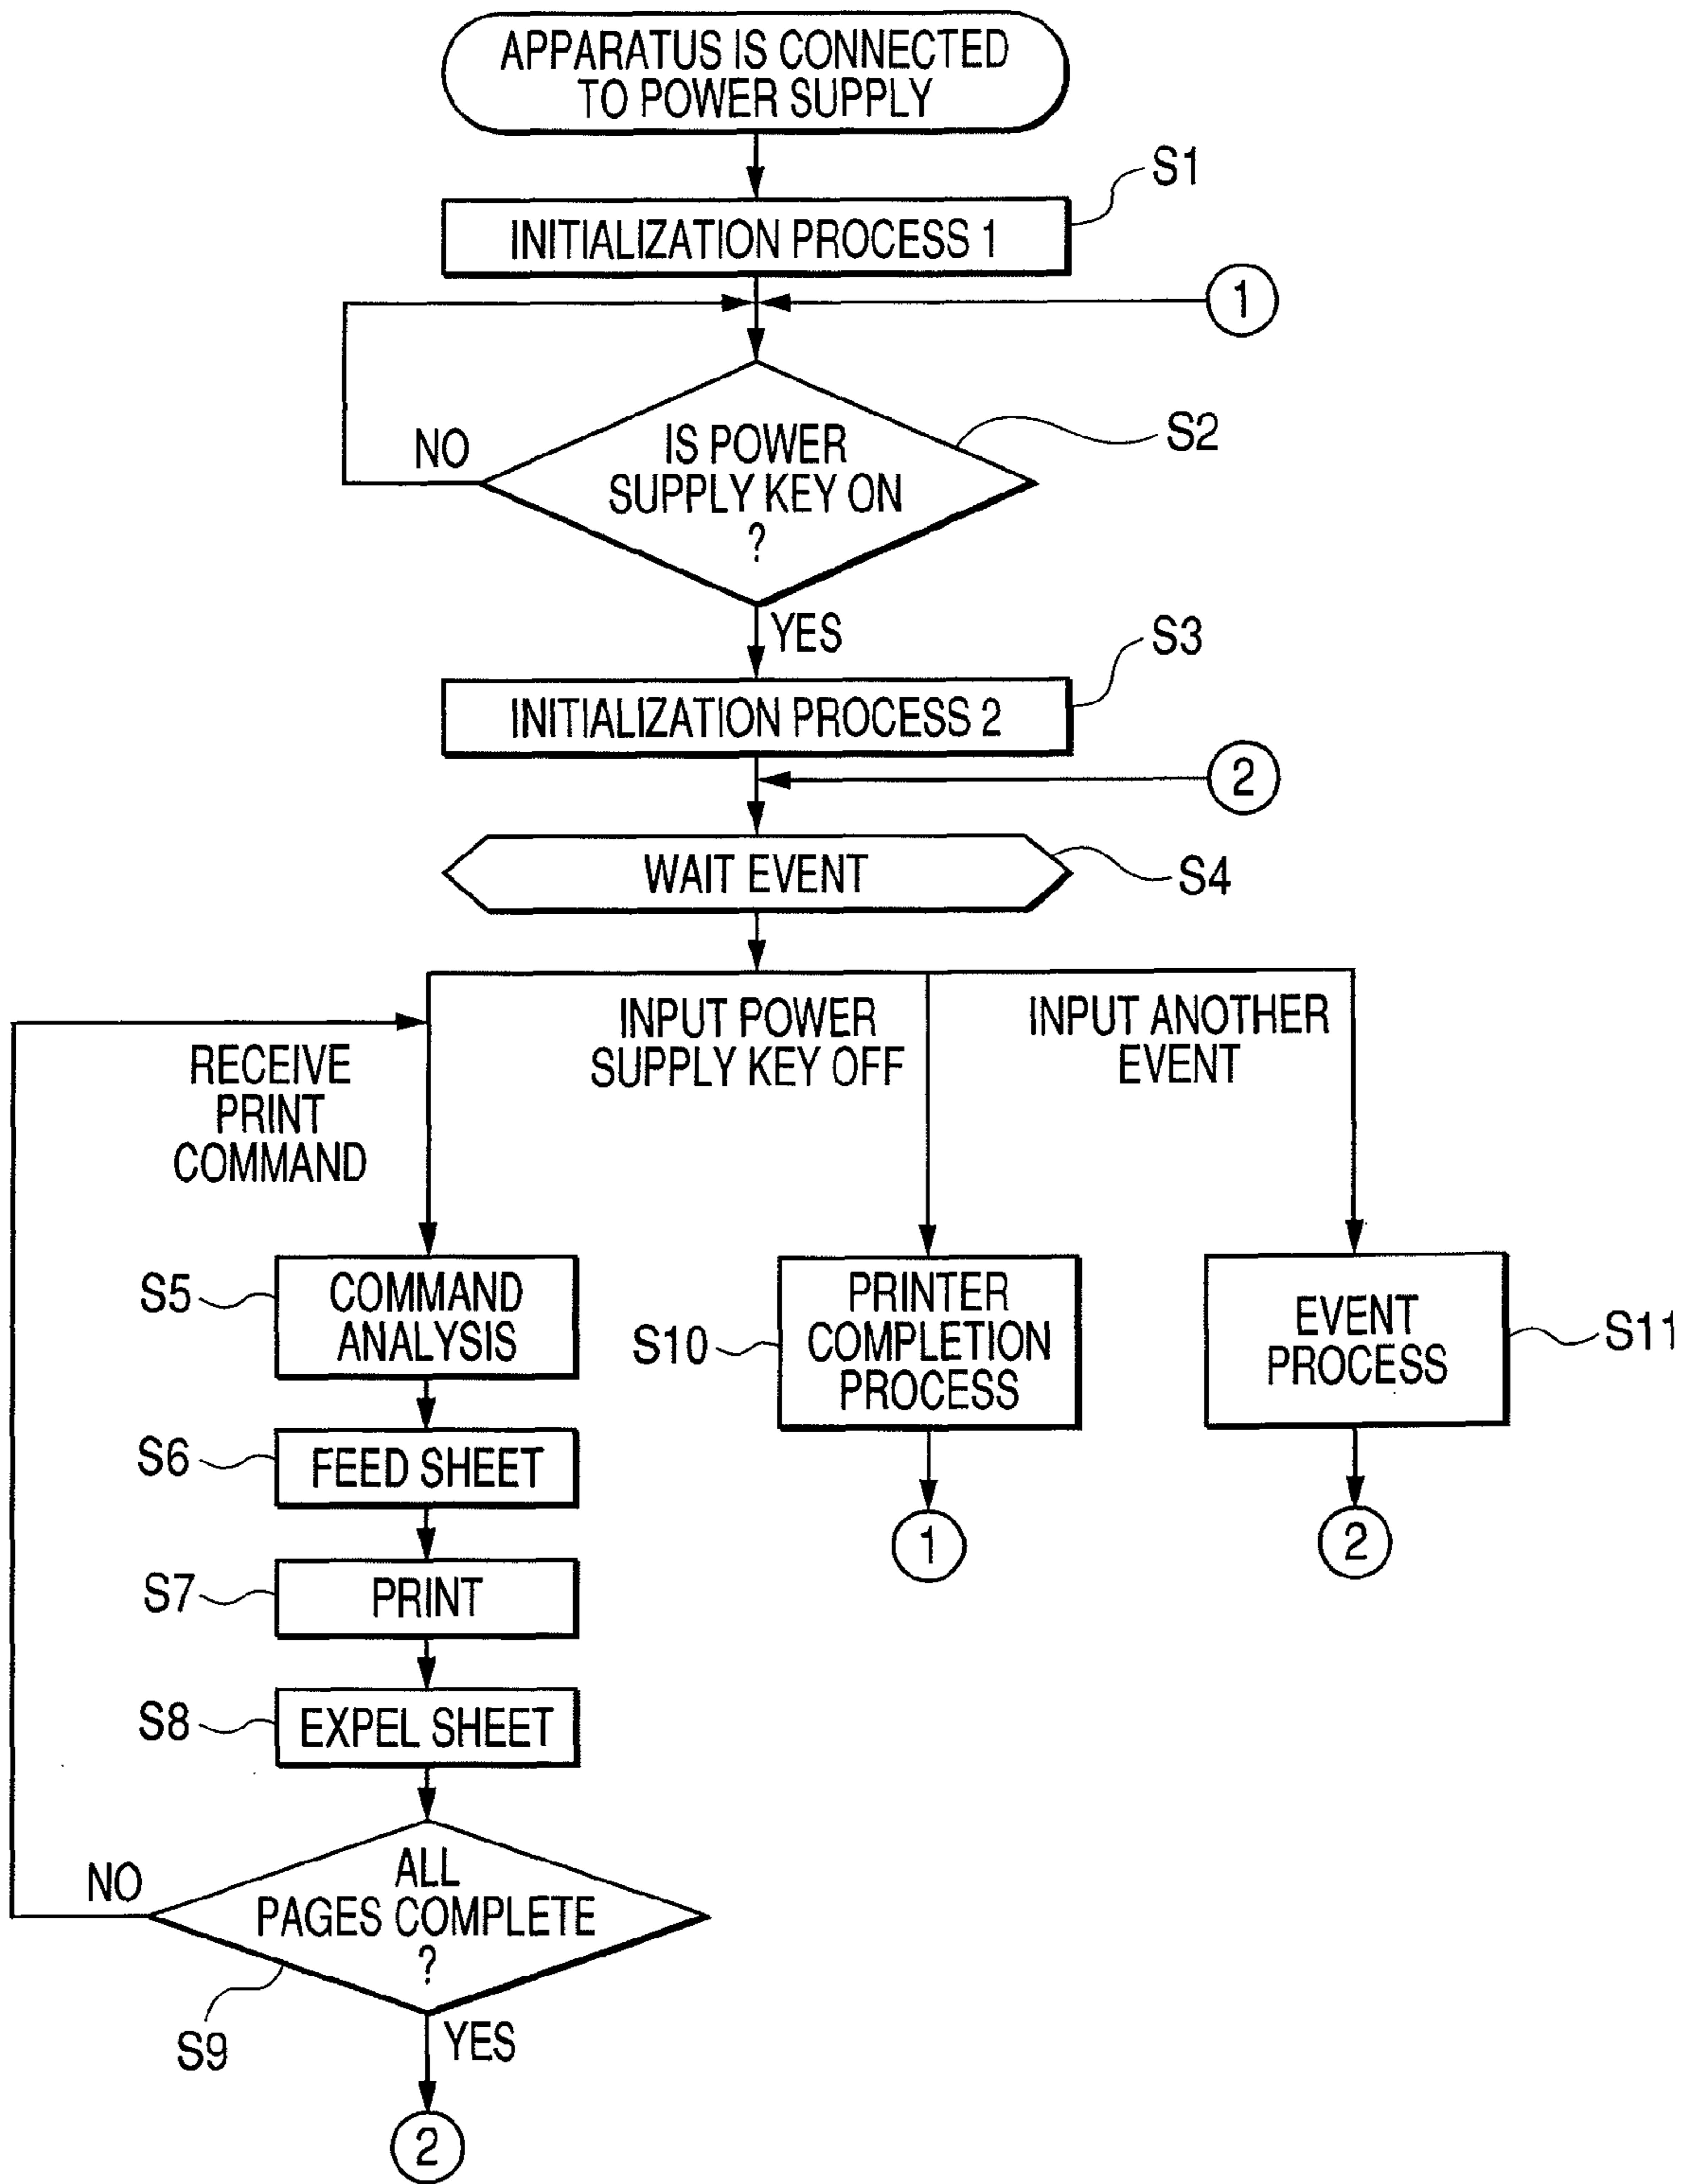 APPARATUS IS CONNECTED
TO POWER SUPPLY
S1
INITIALIZATION PROCESS 1
1
IS POWER
SUPPLY KEY ON
?
NO
S2
YES
S3
INITIALIZATION PROCESS 2
2
WAIT EVENT
S4
RECEIVE
PRINT
COMMAND
INPUT POWER
SUPPLY KEY OFF
INPUT ANOTHER
EVENT
S5
COMMAND
ANALYSIS
S6
FEED SHEET
S7
PRINT
S8
EXPEL SHEET
NO
ALL
PAGES COMPLETE
?
S9
YES
2
S10
PRINTER
COMPLETION
PROCESS
1
EVENT
PROCESS
S11
2